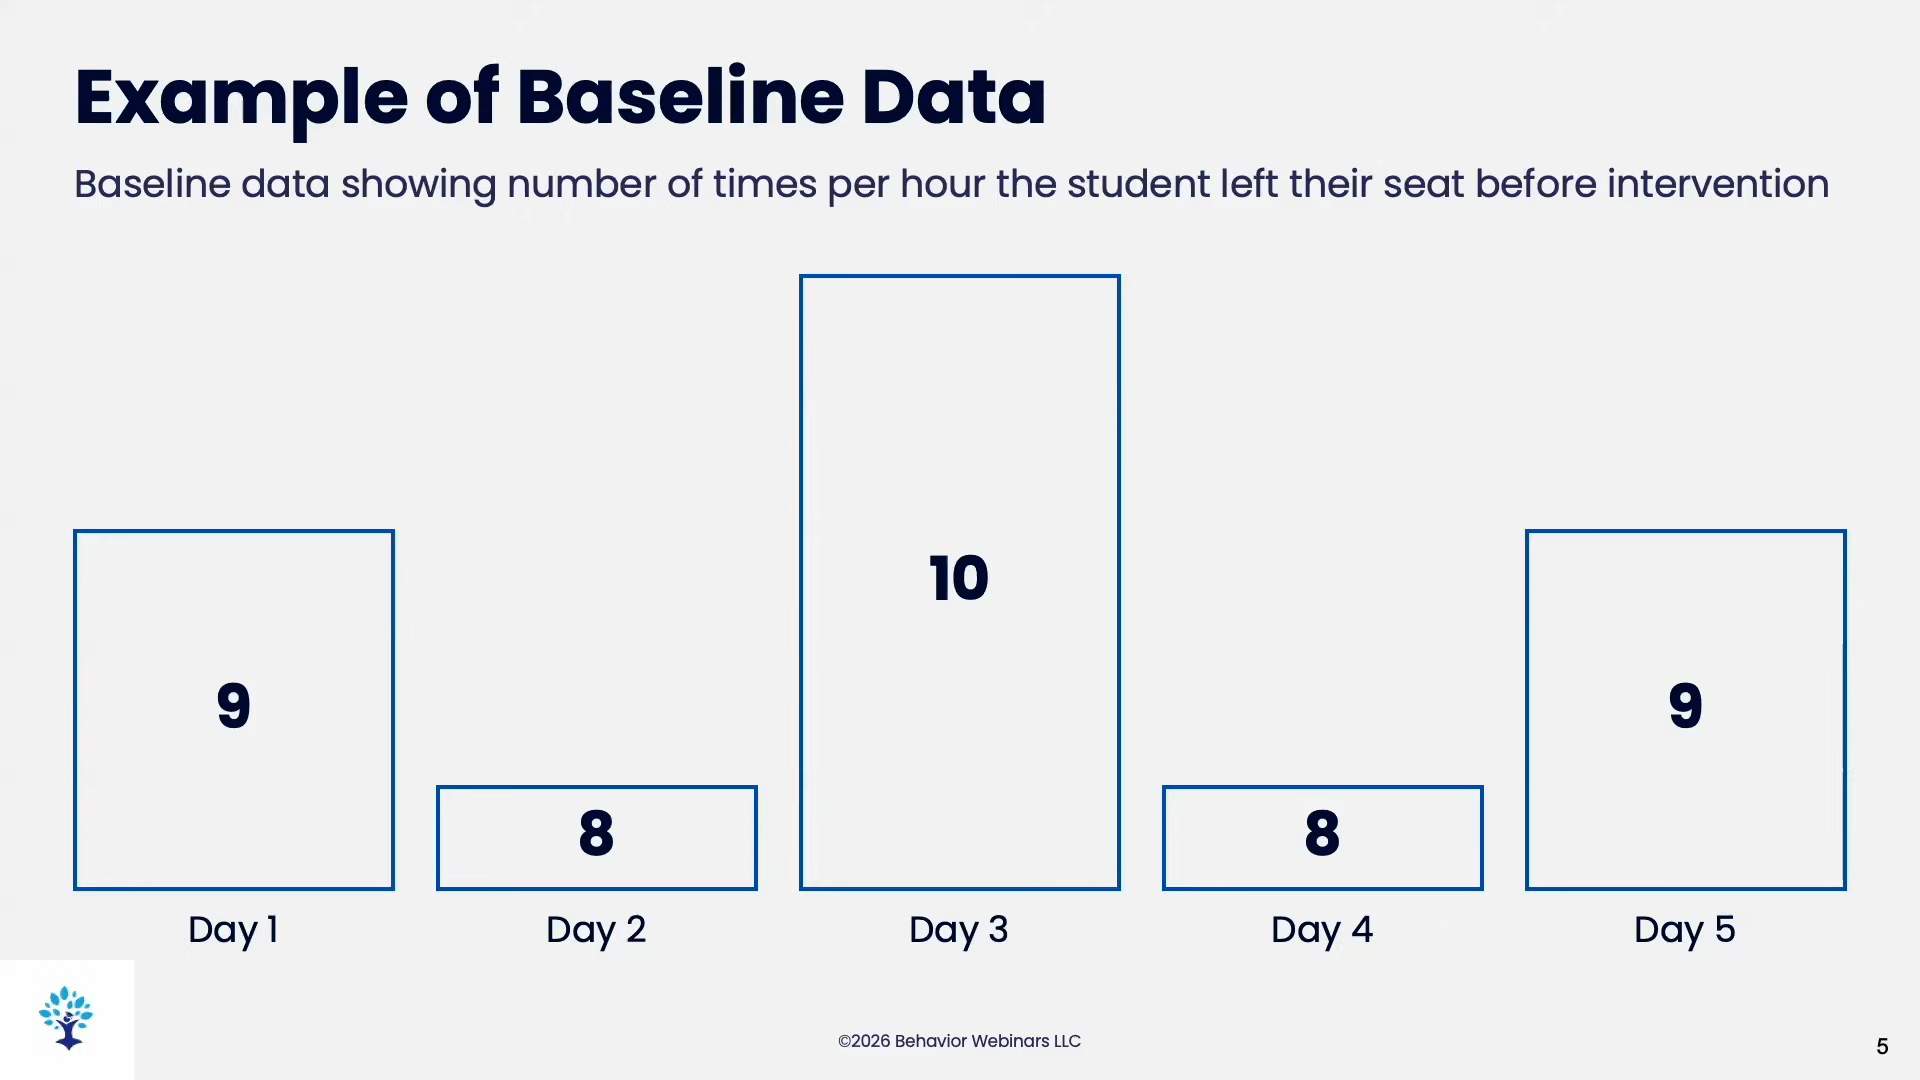 Example of Baseline Data
Baseline data showing number of times per hour the student left their seat before intervention
10
9
9
8
8
Day 1
Day 2
Day 3
Day 4
Day 5
©2026 Behavior Webinars LLC
5